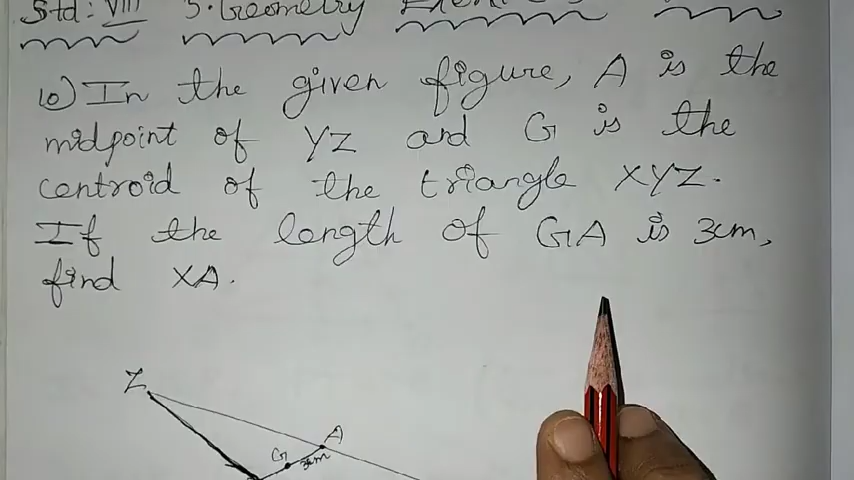 Std: VIII 5. Geometry
10) In the given figure, A is the
midpoint of YZ and G is the
centroid of the triangle XYZ.
If the length of GA is 3cm,
find XA.
Z
A
G
3cm